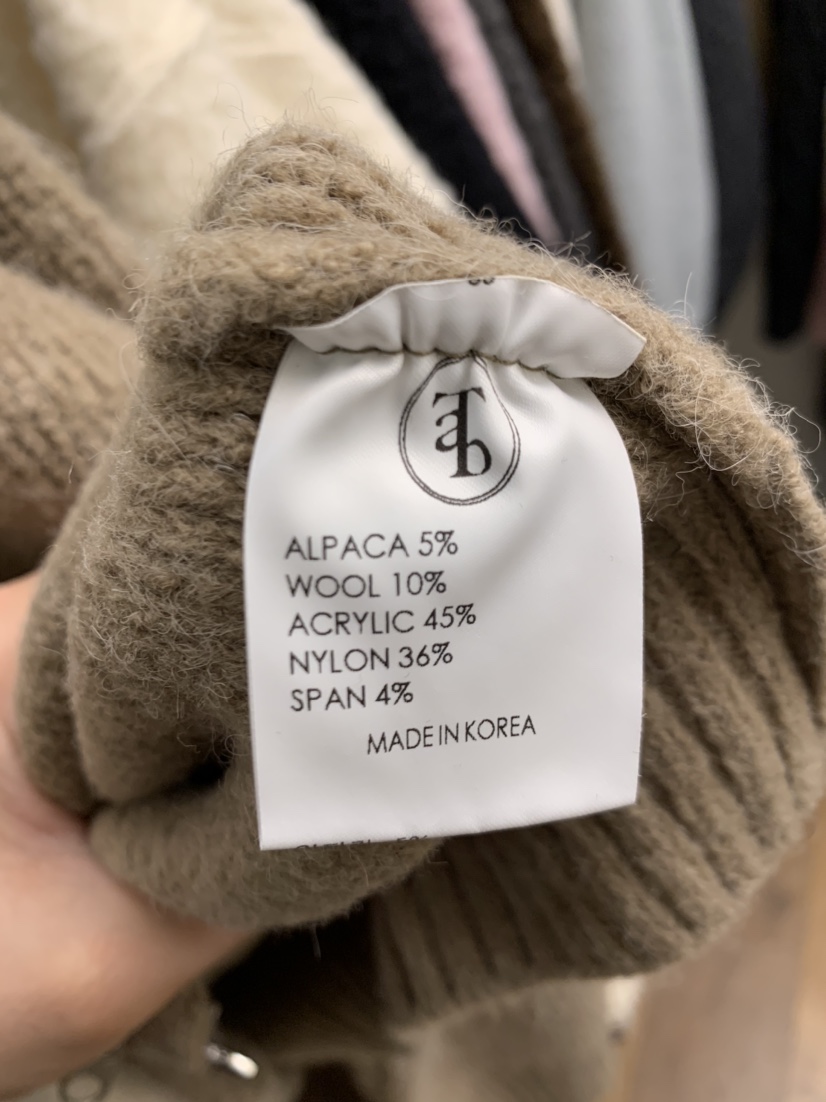 ALPACA 5%
WOOL 10%
ACRYLIC 45%
NYLON 36%
SPAN 4%
MADE IN KOREA